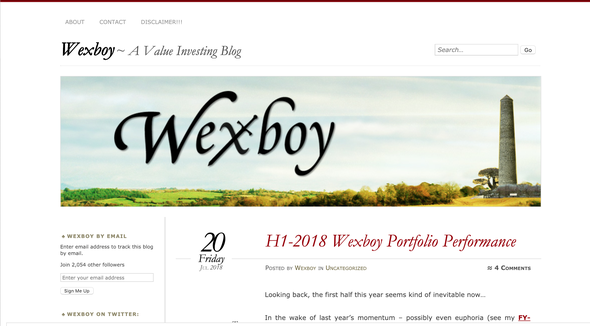 ABOUT CONTACT DISCLAIMER!!!!
Wexboy ~ A Value Investing Blog
Search...
Go
Wexboy
20
Friday
JUL 2018
H1-2018 Wexboy Portfolio Performance
POSTED BY WEXBOY IN UNCATEGORIZED
≈ 4 COMMENTS
Looking back, the first half this year seems kind of inevitable now…
In the wake of last year's momentum – possibly even euphoria (see my FY-
♣ WEXBOY BY EMAIL
Enter email address to track this blog
by email.
Join 2,054 other followers
Enter your email address
Sign Me Up
♣ WEXBOY ON TWITTER: